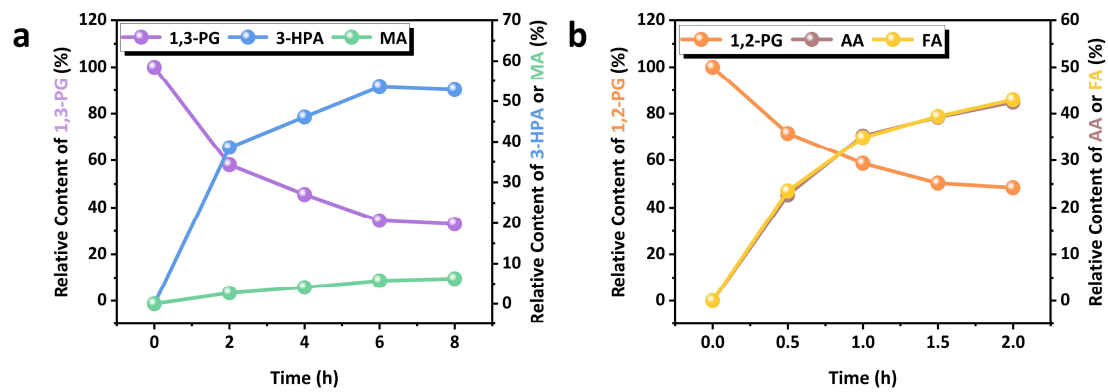 a
1,3-PG 3-HPA MA
Relative Content of 1,3-PG (%)
120
100
80
60
40
20
0
70
60
50
40
30
20
10
0
Relative Content of 3-HPA or MA (%)
0 2 4 6 8
Time (h)
b
1,2-PG AA FA
Relative Content of 1,2-PG (%)
120
100
80
60
40
20
0
60
50
40
30
20
10
0
Relative Content of AA or FA (%)
0.0 0.5 1.0 1.5 2.0
Time (h)